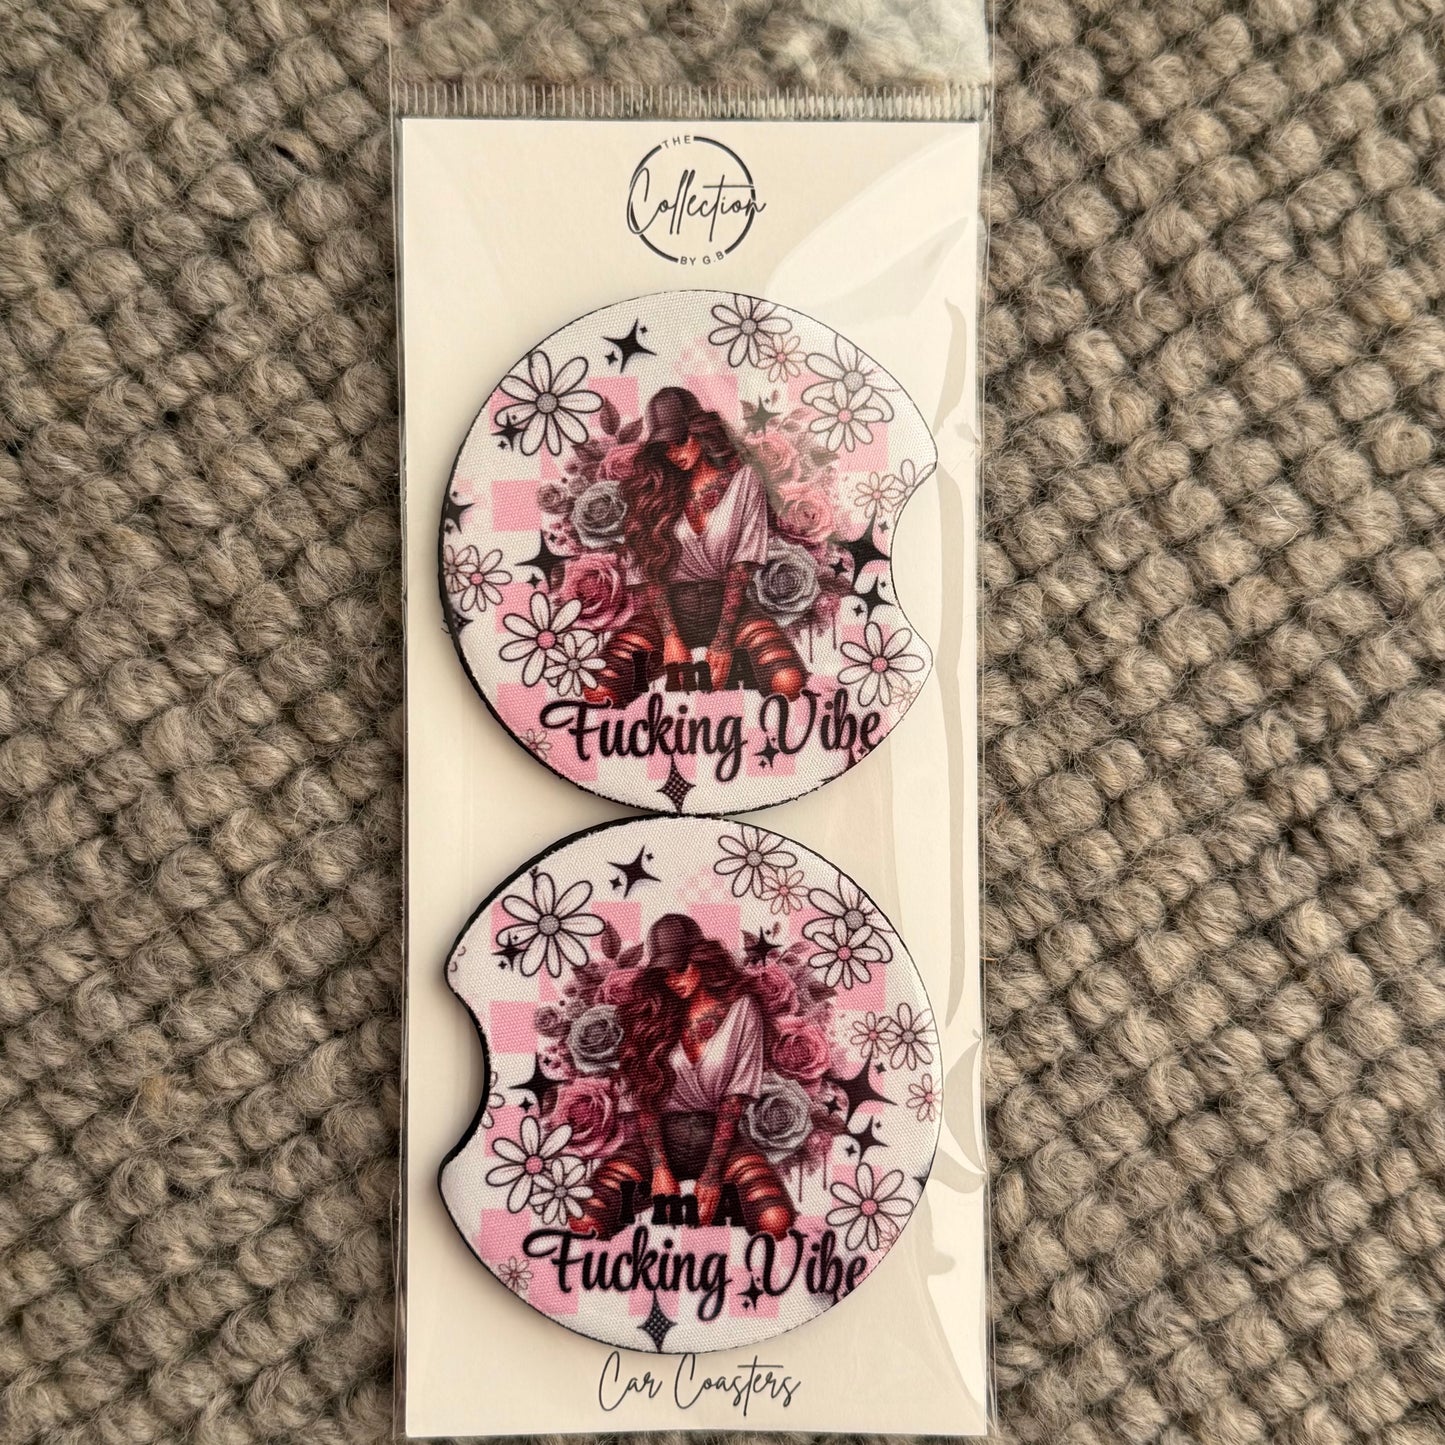 THE
Collection
BY G.B
I'm A
Fucking Vibe
I'm A
Fucking Vibe
Car Coasters